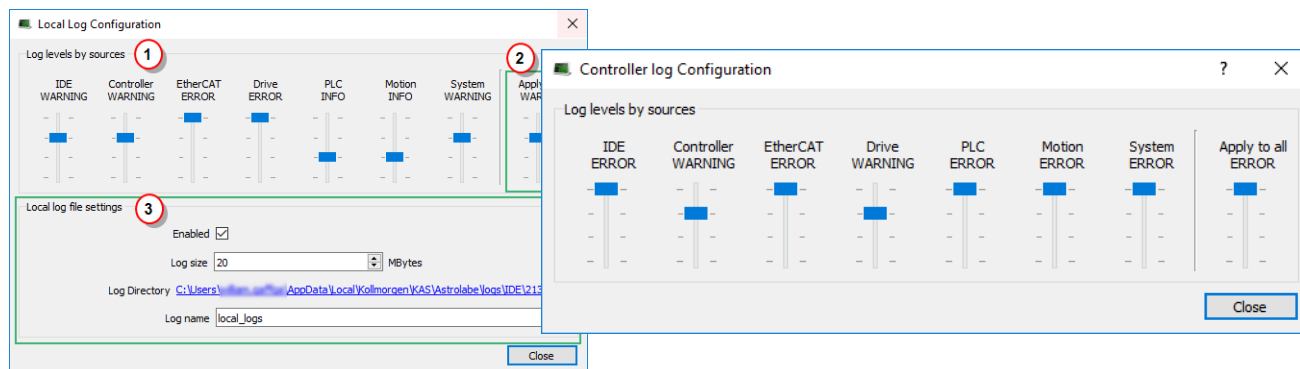 Local Log Configuration
Log levels by sources 1
2
IDE Controller EtherCAT Drive PLC Motion System Apply
WARNING WARNING ERROR ERROR INFO INFO WARNING
Local log file settings 3
Enabled
Log size 20 MBytes
Log Directory C:\Users\ AppData\Local\Kollmorgen\KAS\Astrolabe\logs\IDE\213
Log name local_logs
Close
Controller log Configuration ?
Log levels by sources
IDE Controller EtherCAT Drive PLC Motion System Apply to all
ERROR WARNING ERROR WARNING ERROR ERROR ERROR ERROR
Close